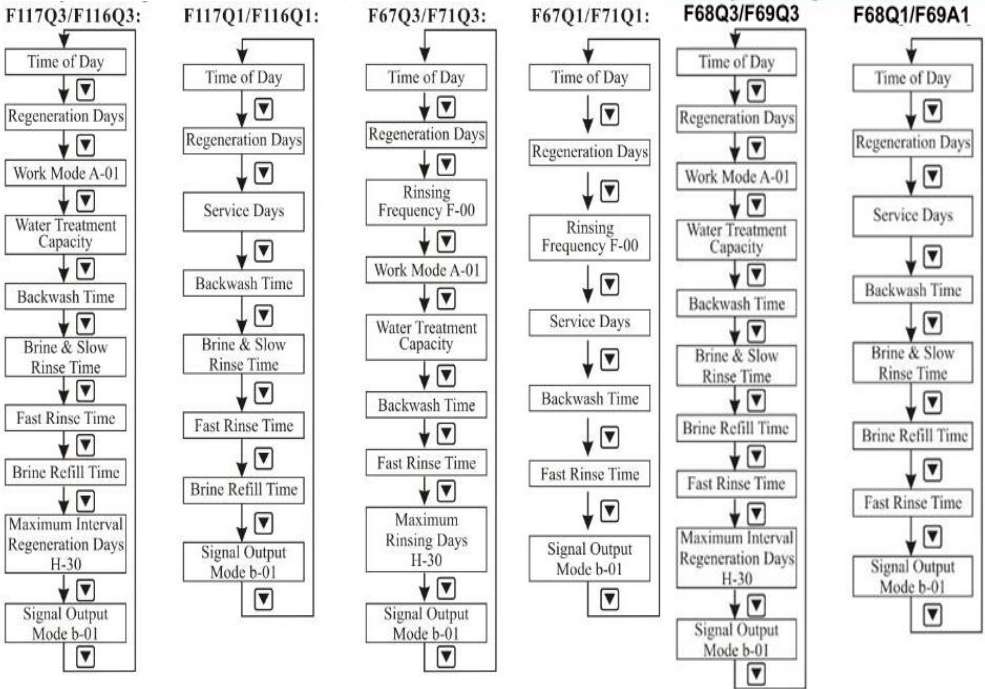 F117Q3/F116Q3:
Time of Day
Regeneration Days
Work Mode A-01
Water Treatment
Capacity
Backwash Time
Brine & Slow
Rinse Time
Fast Rinse Time
Brine Refill Time
Maximum Interval
Regeneration Days
H-30
Signal Output
Mode b-01
F117Q1/F116Q1:
Time of Day
Regeneration Days
Service Days
Backwash Time
Brine & Slow
Rinse Time
Fast Rinse Time
Brine Refill Time
Signal Output
Mode b-01
F67Q3/F71Q3:
Time of Day
Regeneration Days
Rinsing
Frequency F-00
Work Mode A-01
Water Treatment
Capacity
Backwash Time
Fast Rinse Time
Maximum
Rinsing Days
H-30
Signal Output
Mode b-01
F67Q1/F71Q1:
Time of Day
Regeneration Days
Rinsing
Frequency F-00
Service Days
Backwash Time
Fast Rinse Time
Signal Output
Mode b-01
F68Q3/F69Q3
Time of Day
Regeneration Days
Work Mode A-01
Water Treatment
Capacity
Backwash Time
Brine & Slow
Rinse Time
Brine Refill Time
Fast Rinse Time
Maximum Interval
Regeneration Days
H-30
Signal Output
Mode b-01
F68Q1/F69A1
Time of Day
Regeneration Days
Service Days
Backwash Time
Brine & Slow
Rinse Time
Brine Refill Time
Fast Rinse Time
Signal Output
Mode b-01